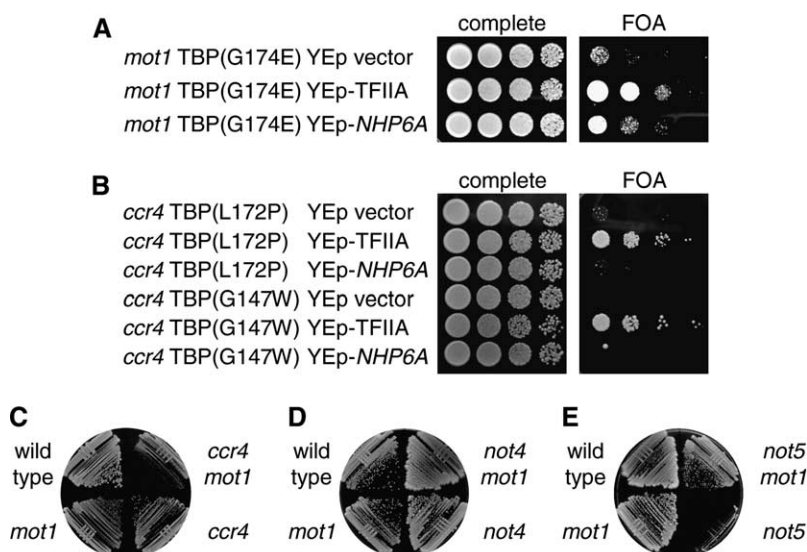 A
complete FOA
mot1 TBP(G174E) YEp vector
mot1 TBP(G174E) YEp-TFIIA
mot1 TBP(G174E) YEp-NHP6A
B
complete FOA
ccr4 TBP(L172P) YEp vector
ccr4 TBP(L172P) YEp-TFIIA
ccr4 TBP(L172P) YEp-NHP6A
ccr4 TBP(G147W) YEp vector
ccr4 TBP(G147W) YEp-TFIIA
ccr4 TBP(G147W) YEp-NHP6A
C
wild ccr4
type mot1
mot1 ccr4
D
wild not4
type mot1
mot1 not4
E
wild not5
type mot1
mot1 not5